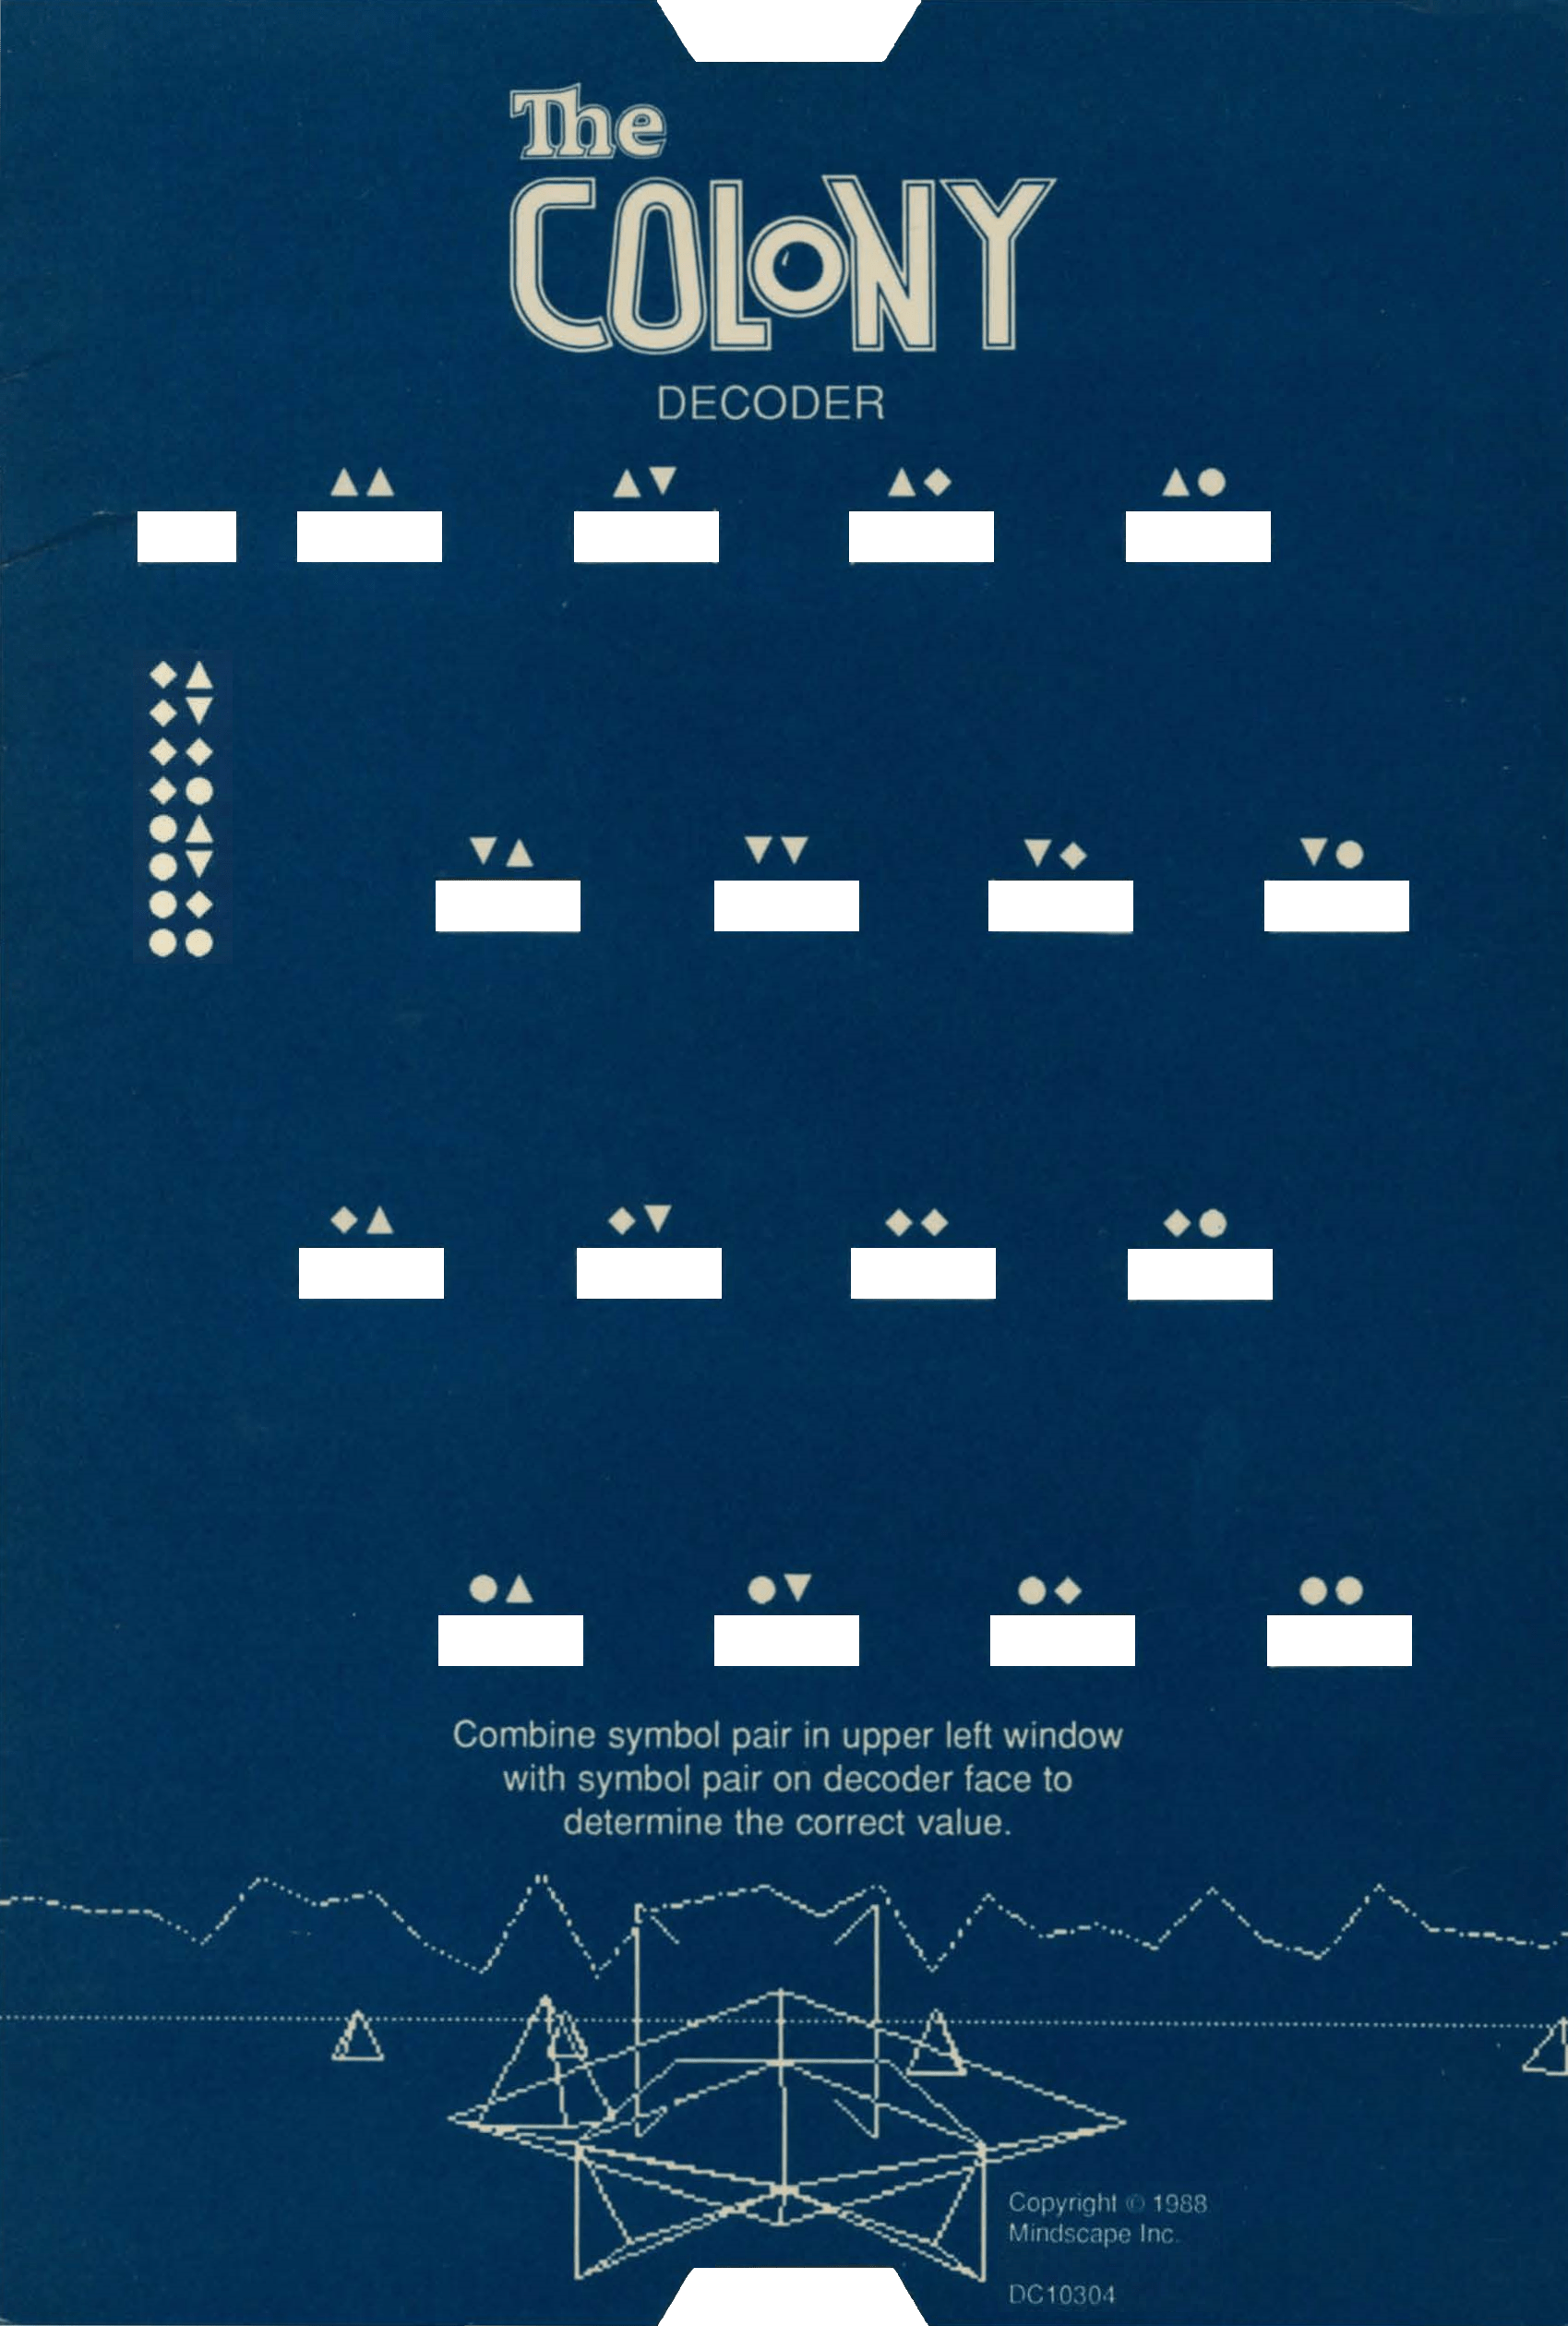 The
COLONY
DECODER
▲▲ ▲▼ ▲◆ ▲●
◆▲
◆▼
◆◆
◆●
●▲
●▼
●◆
●●
▼▲ ▼▼ ▼◆ ▼●
◆▲ ◆▼ ◆◆ ◆●
●▲ ●▼ ●◆ ●●
Combine symbol pair in upper left window
with symbol pair on decoder face to
determine the correct value.
Copyright © 1988
Mindscape Inc.
DC10304